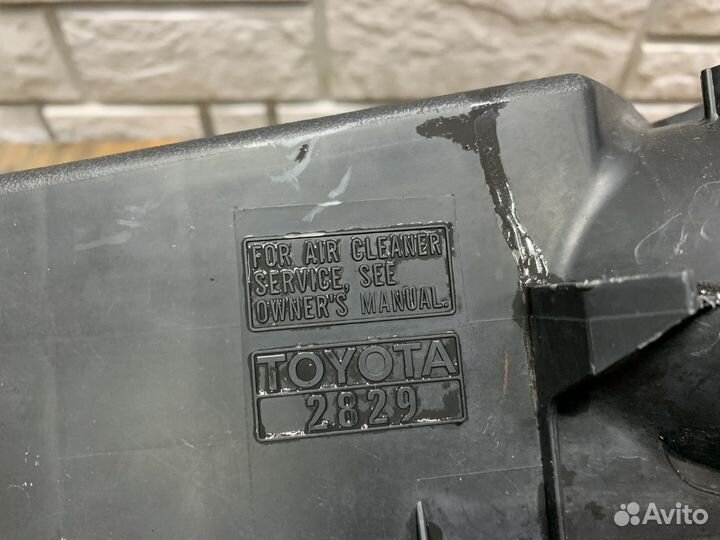 FOR AIR CLEANER
SERVICE, SEE
OWNER'S MANUAL.
TOYOTA
2829
Avito